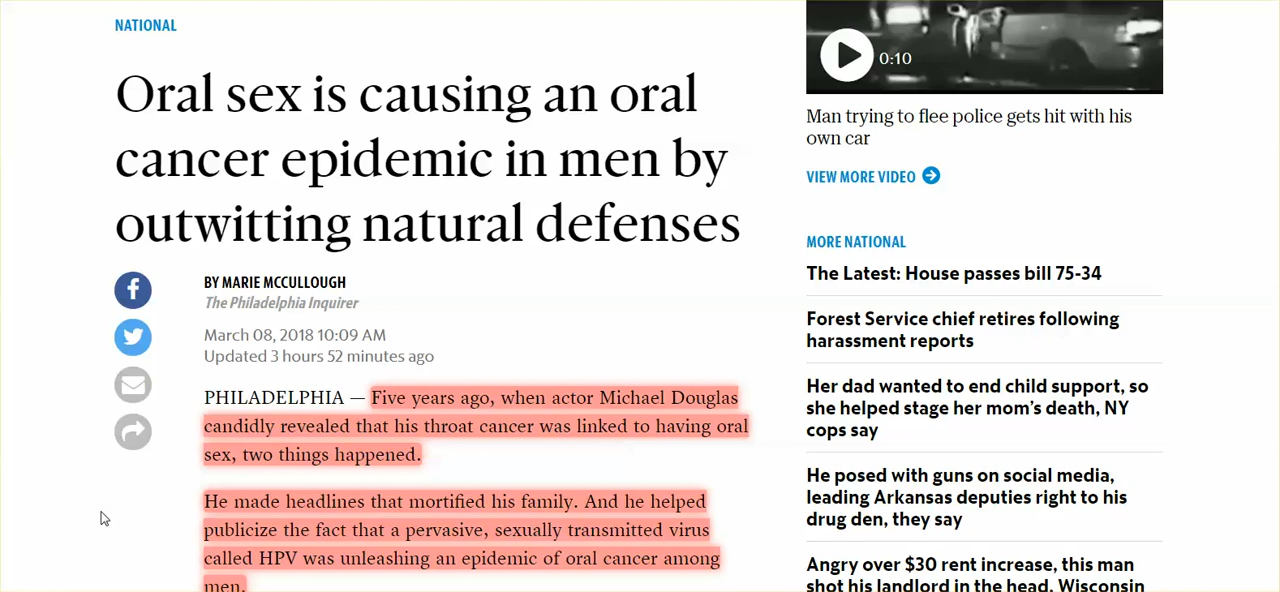 NATIONAL
Oral sex is causing an oral
cancer epidemic in men by
outwitting natural defenses
BY MARIE MCCULLOUGH
The Philadelphia Inquirer
March 08, 2018 10:09 AM
Updated 3 hours 52 minutes ago
PHILADELPHIA — Five years ago, when actor Michael Douglas
candidly revealed that his throat cancer was linked to having oral
sex, two things happened.
He made headlines that mortified his family. And he helped
publicize the fact that a pervasive, sexually transmitted virus
called HPV was unleashing an epidemic of oral cancer among
men.
0:10
Man trying to flee police gets hit with his
own car
VIEW MORE VIDEO
MORE NATIONAL
The Latest: House passes bill 75-34
Forest Service chief retires following
harassment reports
Her dad wanted to end child support, so
she helped stage her mom’s death, NY
cops say
He posed with guns on social media,
leading Arkansas deputies right to his
drug den, they say
Angry over $30 rent increase, this man
shot his landlord in the head, Wisconsin